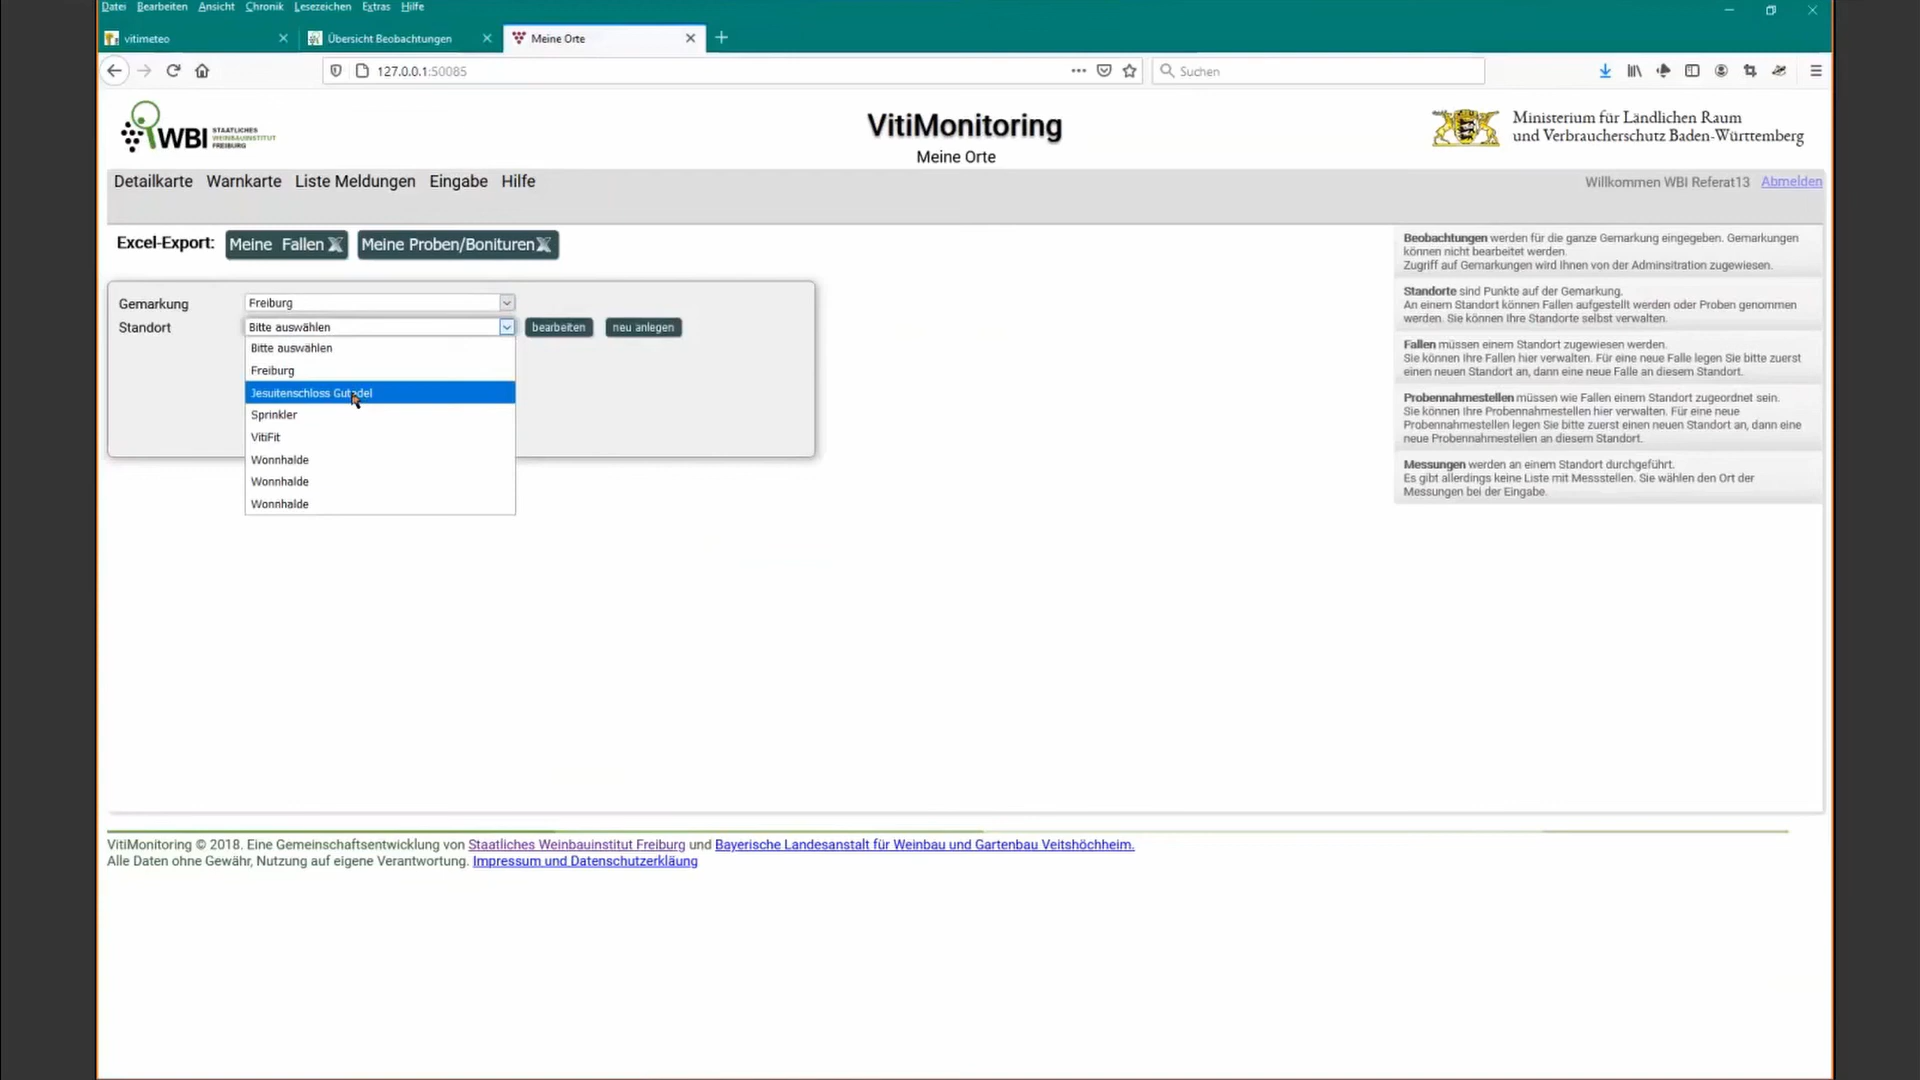 Datei Bearbeiten Ansicht Chronik Lesezeichen Extras Hilfe
vitimeteo Übersicht Beobachtungen Meine Orte
127.0.0.1:50085 Suchen
WBI STAATLICHES
WEINBAUINSTITUT
FREIBURG
VitiMonitoring
Meine Orte
Ministerium für Ländlichen Raum
und Verbraucherschutz Baden-Württemberg
Detailkarte Warnkarte Liste Meldungen Eingabe Hilfe
Willkommen WBI Referat13 Abmelden
Excel-Export: Meine Fallen Meine Proben/Bonituren
Gemarkung Freiburg
Standort Bitte auswählen bearbeiten neu anlegen
Bitte auswählen
Freiburg
Jesuitenschloss Gutedel
Sprinkler
VitiFit
Wonnhalde
Wonnhalde
Wonnhalde
Beobachtungen werden für die ganze Gemarkung eingegeben. Gemarkungen
können nicht bearbeitet werden.
Zugriff auf Gemarkungen wird Ihnen von der Adminsitration zugewiesen.
Standorte sind Punkte auf der Gemarkung.
An einem Standort können Fallen aufgestellt werden oder Proben genommen
werden. Sie können Ihre Standorte selbst verwalten.
Fallen müssen einem Standort zugewiesen werden.
Sie können Ihre Fallen hier verwalten. Für eine neue Falle legen Sie bitte zuerst
einen neuen Standort an, dann eine neue Falle an diesem Standort.
Probennahmestellen müssen wie Fallen einem Standort zugeordnet sein.
Sie können Ihre Probennahmestellen hier verwalten. Für eine neue
Probennahmestellen legen Sie bitte zuerst einen neuen Standort an, dann eine
neue Probennahmestellen an diesem Standort.
Messungen werden an einem Standort durchgeführt.
Es gibt allerdings keine Liste mit Messstellen. Sie wählen den Ort der
Messungen bei der Eingabe.
VitiMonitoring © 2018. Eine Gemeinschaftsentwicklung von Staatliches Weinbauinstitut Freiburg und Bayerische Landesanstalt für Weinbau und Gartenbau Veitshöchheim.
Alle Daten ohne Gewähr, Nutzung auf eigene Verantwortung. Impressum und Datenschutzerkläung